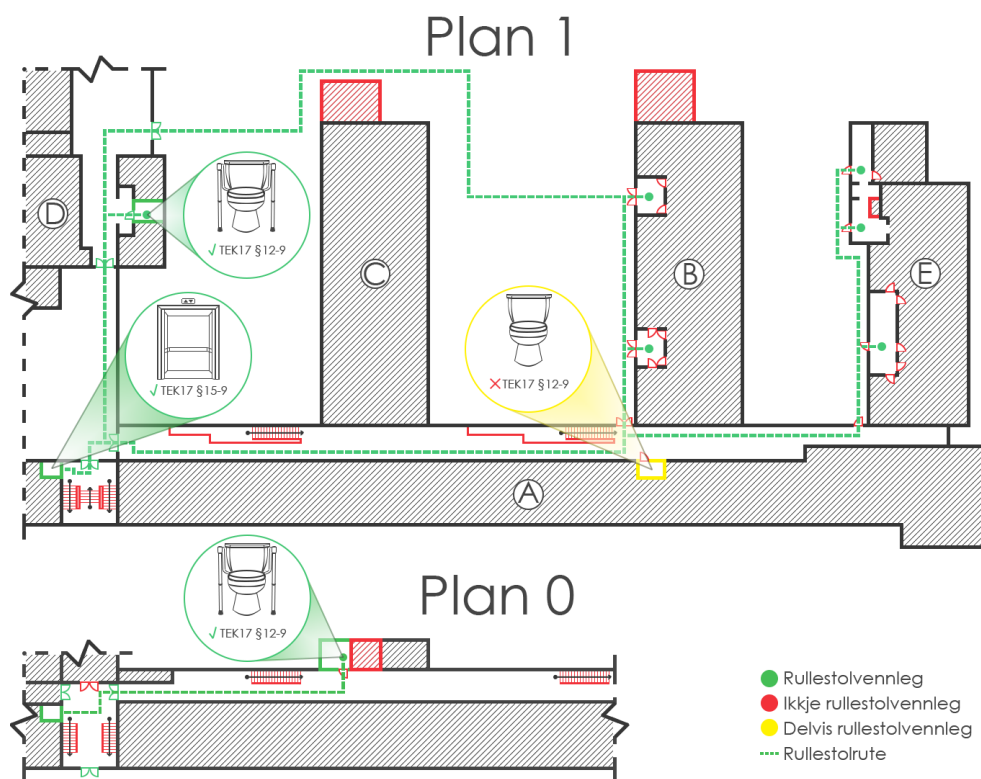 Plan 1
D
√ TEK17 § 12-9
C
B
E
√ TEK17 § 15-9
✕ TEK17 § 12-9
A
Plan 0
√ TEK17 § 12-9
Rullestolvennleg
Ikkje rullestolvennleg
Delvis rullestolvennleg
Rullestolrute